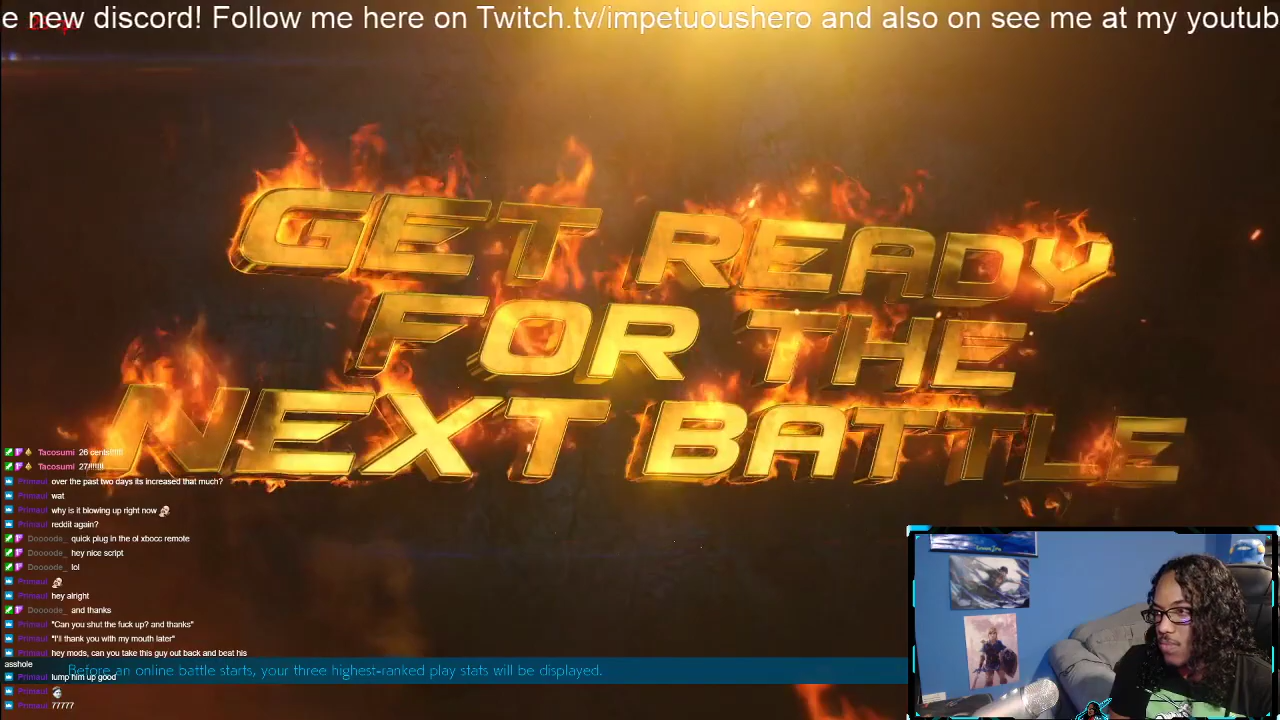 e new discord! Follow me here on Twitch.tv/impetuoushero and also on see me at my youtub
GET READY
FOR THE
NEXT BATTLE
Tacosumi 26 cents!!!!!
Tacosumi 27!!!!!!!
Primaul over the past two days its increased that much?
Primaul wat
Primaul why is it blowing up right now
Primaul reddit again?
Doooode_ quick plug in the ol xbocc remote
Doooode_ hey nice script
Doooode_ lol
Primaul
Primaul hey alright
Doooode_ and thanks
Primaul "Can you shut the fuck up? and thanks"
Primaul "I'll thank you with my mouth later"
Primaul hey mods, can you take this guy out back and beat his
asshole
Before an online battle starts, your three highest-ranked play stats will be displayed.
Primaul lump him up good
Primaul
Primaul 77777